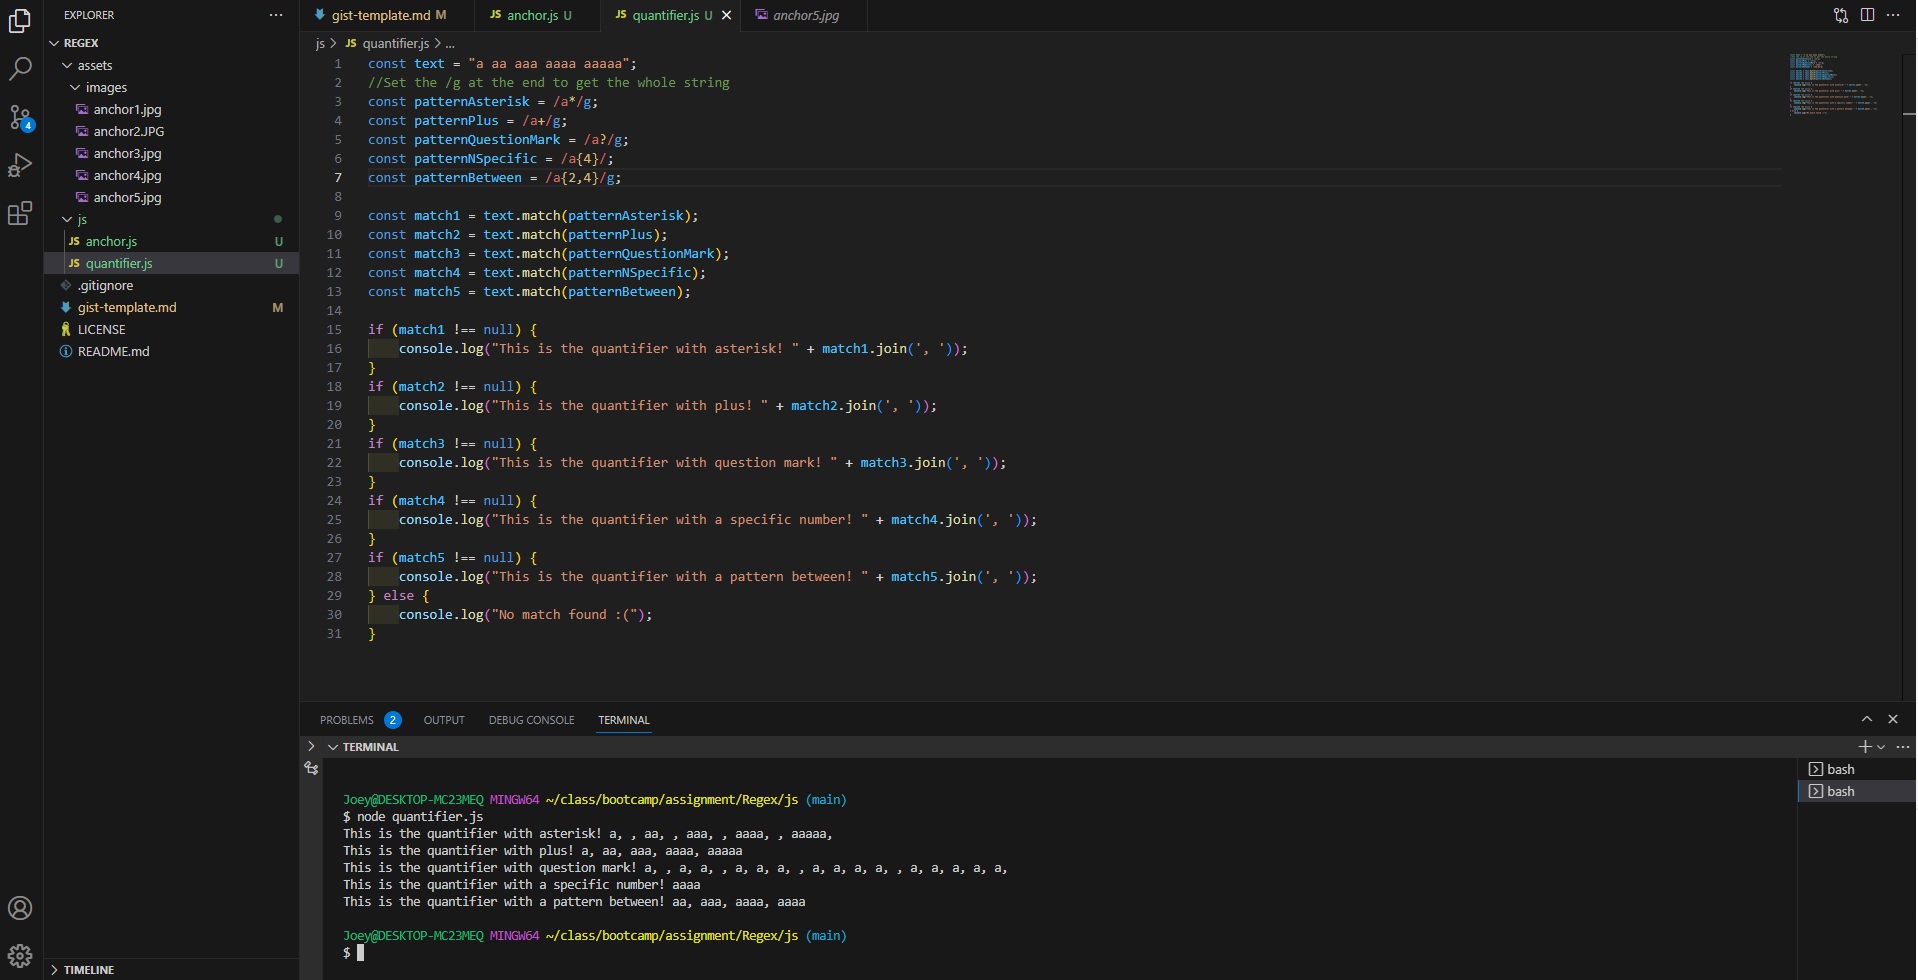 EXPLORER ...
REGEX
assets
images
anchor1.jpg
anchor2.JPG
anchor3.jpg
anchor4.jpg
anchor5.jpg
js
JS anchor.js U
JS quantifier.js U
.gitignore
gist-template.md M
LICENSE
README.md
TIMELINE
4
gist-template.md M
JS anchor.js U
JS quantifier.js U
anchor5.jpg
js > JS quantifier.js > ...
1 const text = "a aa aaa aaaa aaaaa";
2 //Set the /g at the end to get the whole string
3 const patternAsterisk = /a*/g;
4 const patternPlus = /a+/g;
5 const patternQuestionMark = /a?/g;
6 const patternNSpecific = /a{4}/;
7 const patternBetween = /a{2,4}/g;
8
9 const match1 = text.match(patternAsterisk);
10 const match2 = text.match(patternPlus);
11 const match3 = text.match(patternQuestionMark);
12 const match4 = text.match(patternNSpecific);
13 const match5 = text.match(patternBetween);
14
15 if (match1 !== null) {
16 console.log("This is the quantifier with asterisk! " + match1.join(', '));
17 }
18 if (match2 !== null) {
19 console.log("This is the quantifier with plus! " + match2.join(', '));
20 }
21 if (match3 !== null) {
22 console.log("This is the quantifier with question mark! " + match3.join(', '));
23 }
24 if (match4 !== null) {
25 console.log("This is the quantifier with a specific number! " + match4.join(', '));
26 }
27 if (match5 !== null) {
28 console.log("This is the quantifier with a pattern between! " + match5.join(', '));
29 } else {
30 console.log("No match found :(");
31 }
PROBLEMS 2 OUTPUT DEBUG CONSOLE TERMINAL
TERMINAL
Joey@DESKTOP-MC23MEQ MINGW64 ~/class/bootcamp/assignment/Regex/js (main)
$ node quantifier.js
This is the quantifier with asterisk! a, , aa, , aaa, , aaaa, , aaaaa,
This is the quantifier with plus! a, aa, aaa, aaaa, aaaaa
This is the quantifier with question mark! a, , a, a, , a, a, a, , a, a, a, a, , a, a, a, a, a,
This is the quantifier with a specific number! aaaa
This is the quantifier with a pattern between! aa, aaa, aaaa, aaaa
Joey@DESKTOP-MC23MEQ MINGW64 ~/class/bootcamp/assignment/Regex/js (main)
$
bash
bash